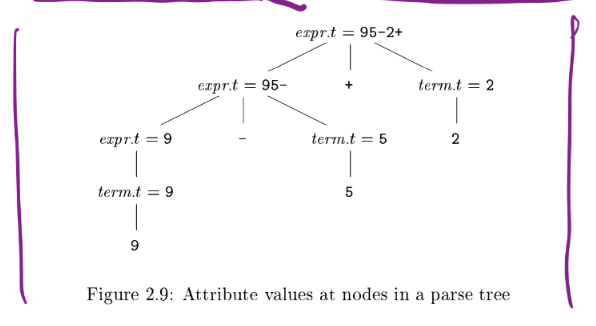 expr.t = 95-2+
expr.t = 95- + term.t = 2
expr.t = 9 - term.t = 5 2
term.t = 9 5
9
Figure 2.9: Attribute values at nodes in a parse tree